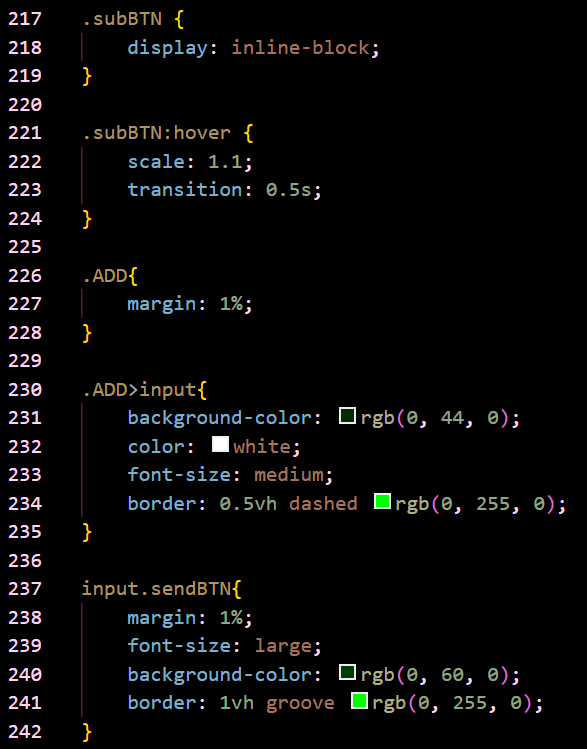 217 .subBTN {
218     display: inline-block;
219 }
220
221 .subBTN:hover {
222     scale: 1.1;
223     transition: 0.5s;
224 }
225
226 .ADD{
227     margin: 1%;
228 }
229
230 .ADD>input{
231     background-color: rgb(0, 44, 0);
232     color: white;
233     font-size: medium;
234     border: 0.5vh dashed rgb(0, 255, 0);
235 }
236
237 input.sendBTN{
238     margin: 1%;
239     font-size: large;
240     background-color: rgb(0, 60, 0);
241     border: 1vh groove rgb(0, 255, 0);
242 }